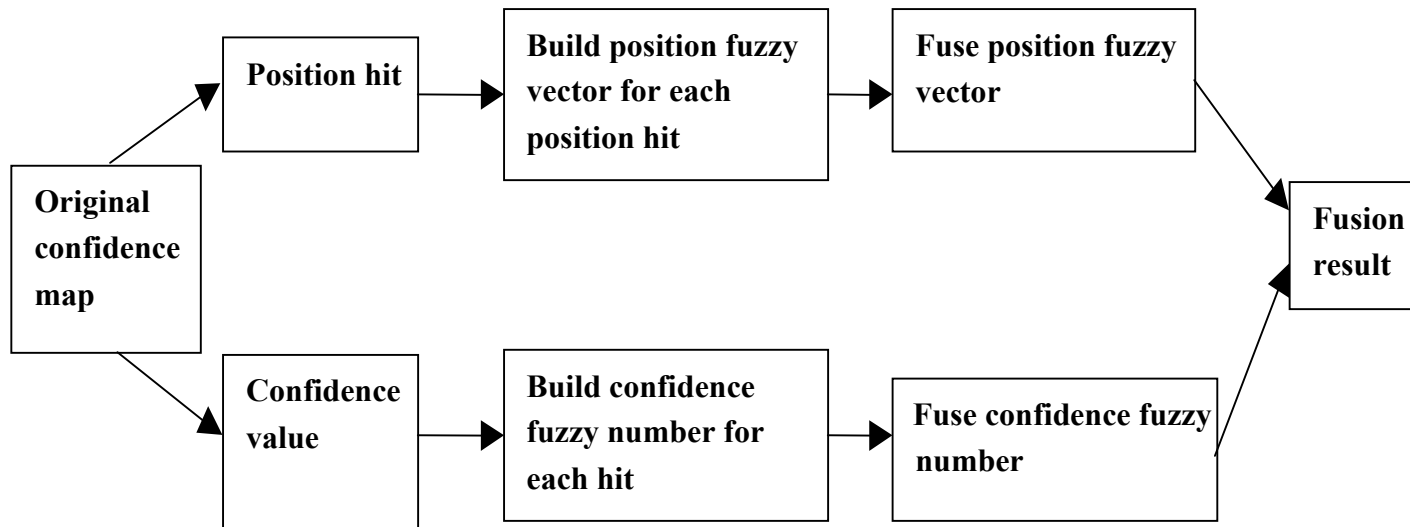 Original
confidence
map
Position hit
Build position fuzzy
vector for each
position hit
Fuse position fuzzy
vector
Confidence
value
Build confidence
fuzzy number for
each hit
Fuse confidence fuzzy
number
Fusion
result